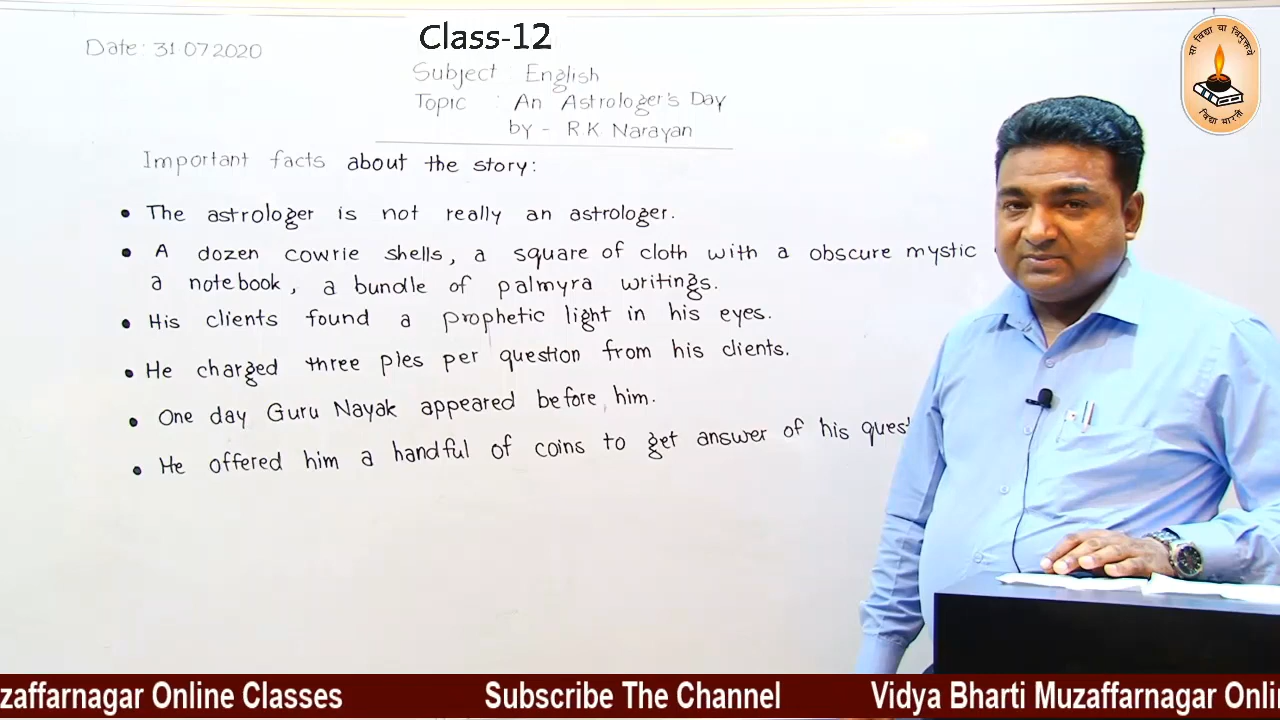 Class-12
Date: 31 07 2020
Subject : English
Topic : An Astrologer's Day
by - R.K. Narayan
Important facts about the story:
• The astrologer is not really an astrologer.
• A dozen cowrie shells, a square of cloth with a obscure mystic
a notebook, a bundle of palmyra writings.
• His clients found a prophetic light in his eyes.
• He charged three pies per question from his clients.
• One day Guru Nayak appeared before him.
• He offered him a handful of coins to get answer of his quest
सा विद्या या विमुक्तये
विद्या भारती
zaffarnagar Online Classes Subscribe The Channel Vidya Bharti Muzaffarnagar Onli